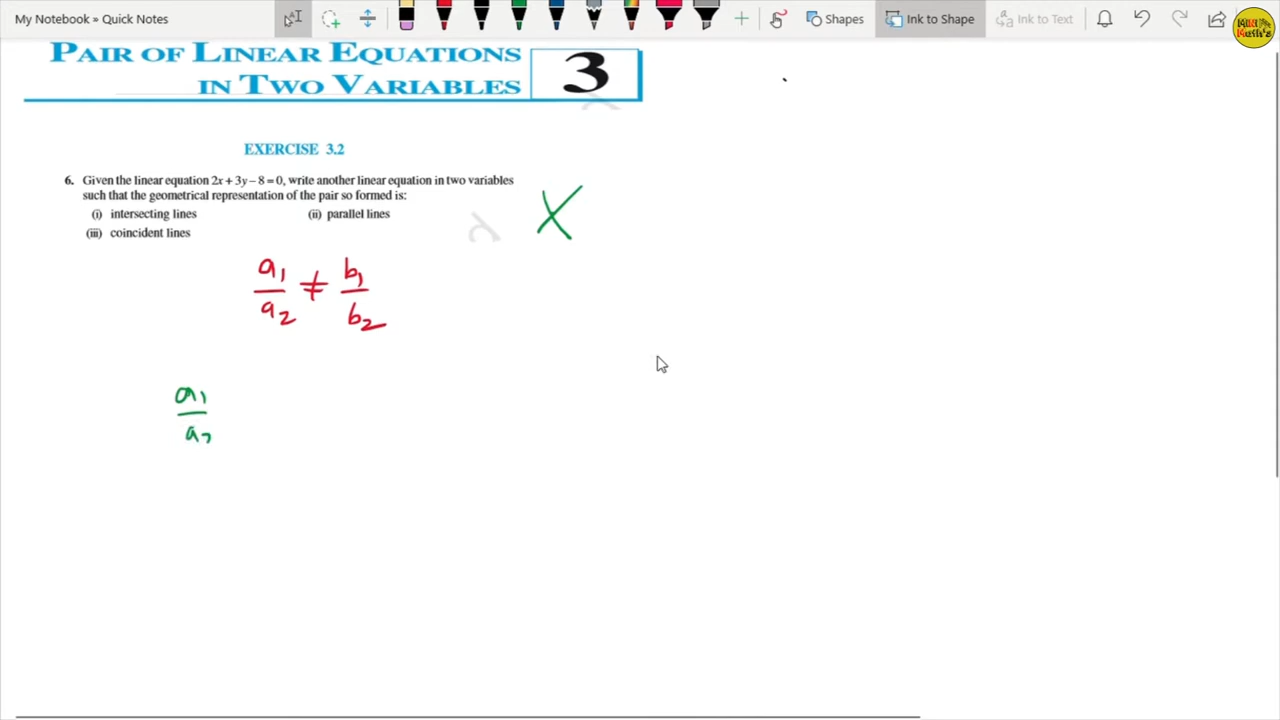 My Notebook » Quick Notes
Shapes
Ink to Shape
Ink to Text
PAIR OF LINEAR EQUATIONS
IN TWO VARIABLES
3
EXERCISE 3.2
6. Given the linear equation 2x + 3y – 8 = 0, write another linear equation in two variables
such that the geometrical representation of the pair so formed is:
(i) intersecting lines (ii) parallel lines
(iii) coincident lines
a₁/a₂ ≠ b₁/b₂
a₁/a₂